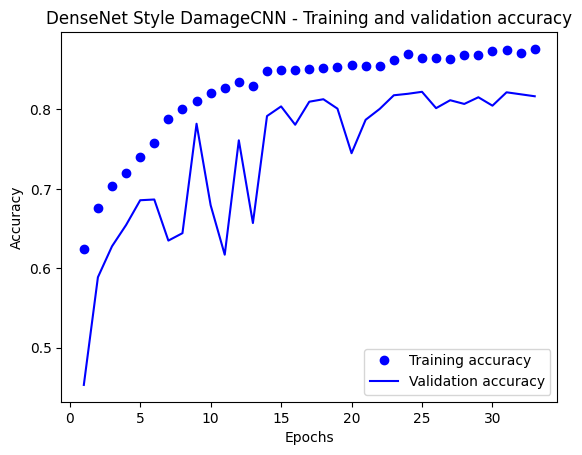 DenseNet Style DamageCNN - Training and validation accuracy
Accuracy
0.8
0.7
0.6
0.5
Training accuracy
Validation accuracy
0 5 10 15 20 25 30
Epochs